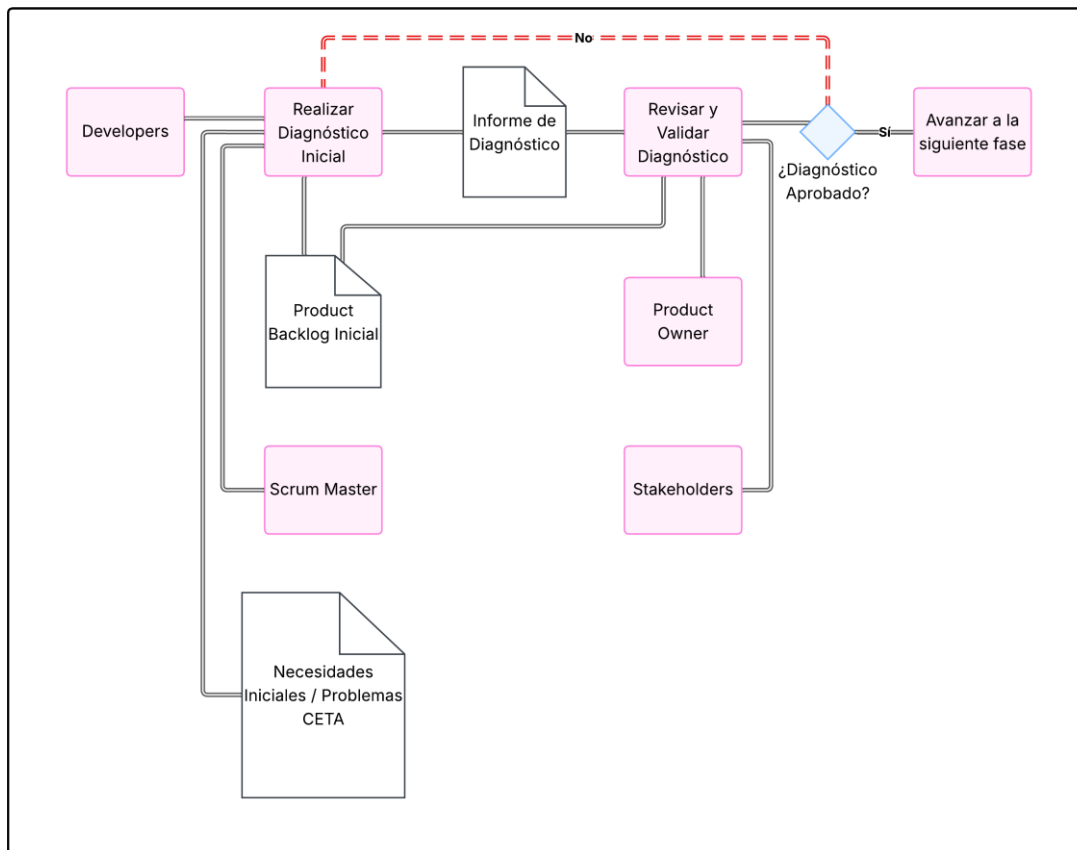 No
Developers
Realizar
Diagnóstico
Inicial
Informe de
Diagnóstico
Revisar y
Validar
Diagnóstico
Sí
¿Diagnóstico
Aprobado?
Avanzar a la
siguiente fase
Product
Backlog Inicial
Product
Owner
Scrum Master
Stakeholders
Necesidades
Iniciales / Problemas
CETA